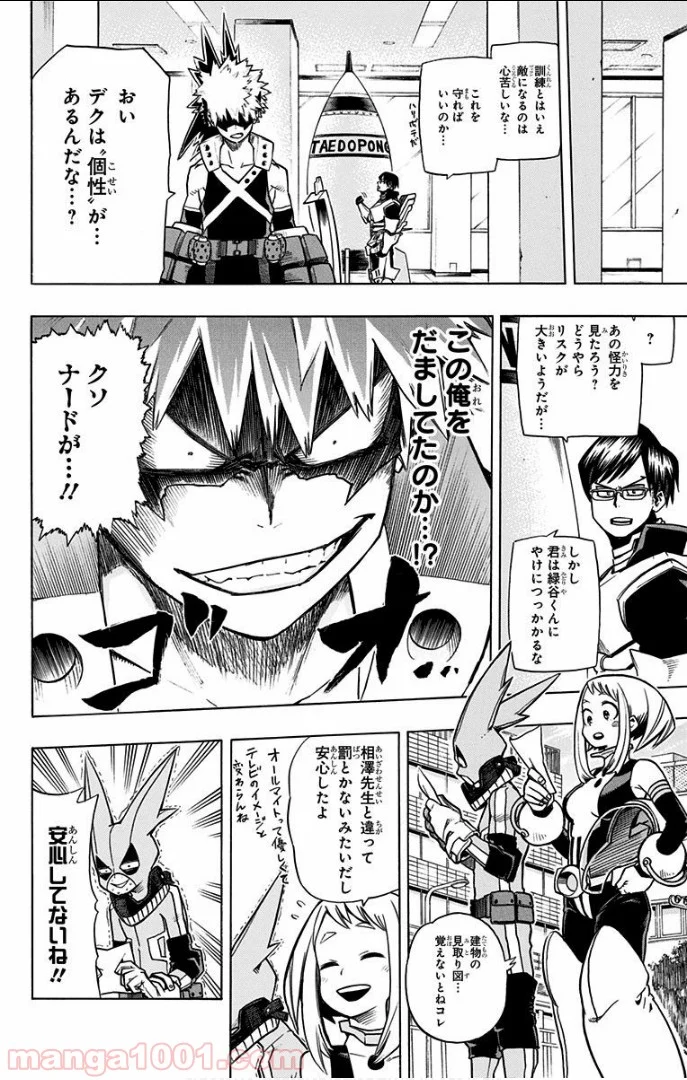 訓練とはいえ
敵になるのは
心苦しいな…
これを
守れば
いいのか…
ハリボテだ
TAEDOPONG
おい
デクは〝個性〟が…
あるんだな…?
?
あの怪力を
見たろう?
どうやら
リスクが
大きいようだが…
しかし
君は緑谷くんに
やけにつっかかるな
この俺を
だましてたのか…!?
クソ
ナードが…!!
建物の
見取り図…
覚えないとねコレ
相澤先生と違って
罰とかないみたいだし
安心したよ
オールマイトって優しくて
テレビのイメージと
変わらんね
安心してないね!!
manga1001.com